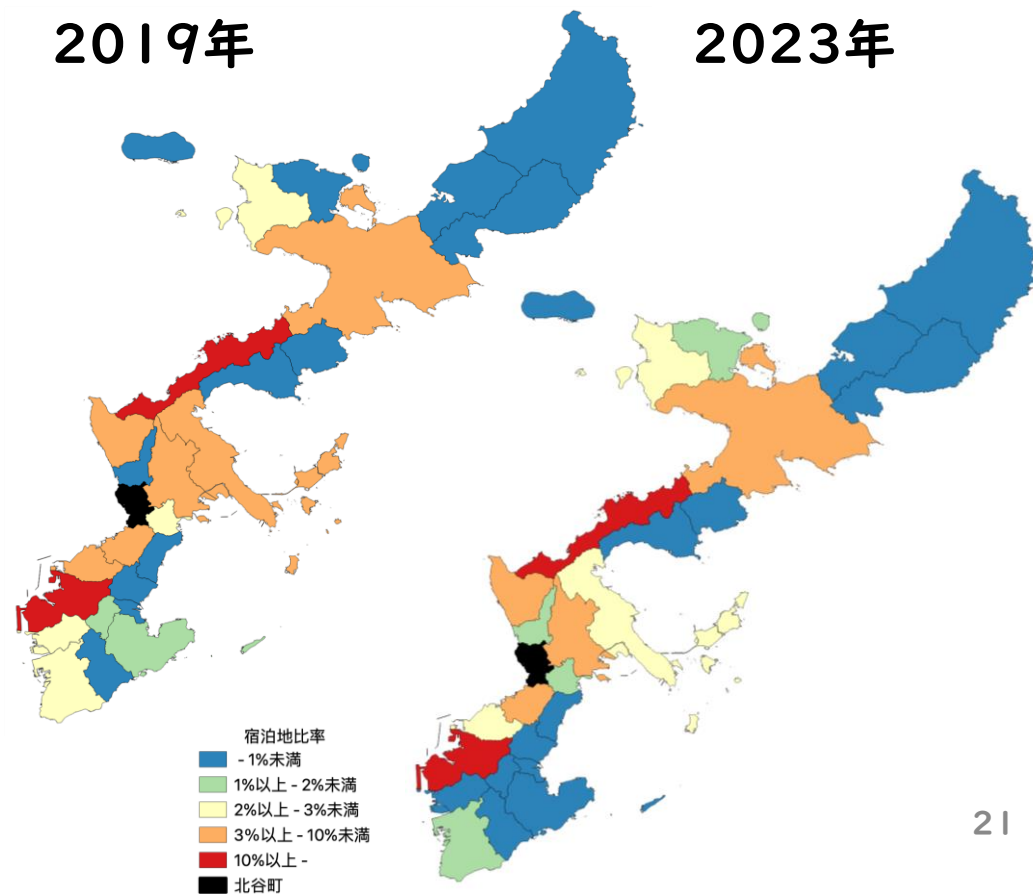 2019年
2023年
宿泊地比率
- 1%未満
1%以上 - 2%未満
2%以上 - 3%未満
3%以上 - 10%未満
10%以上 -
北谷町
21